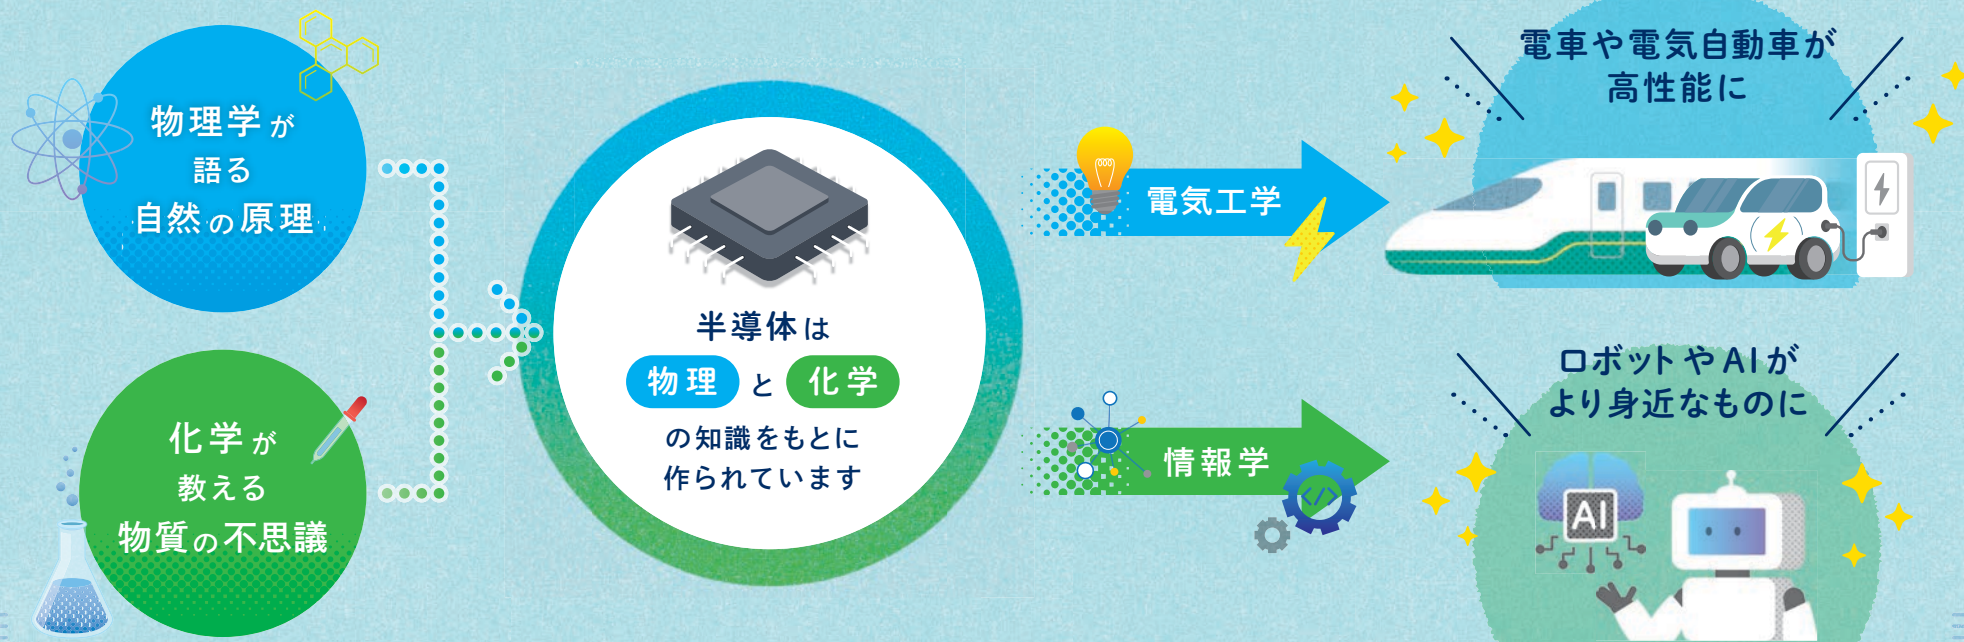 物理学が
語る
自然の原理
化学が
教える
物質の不思議
半導体は
物理と化学
の知識をもとに
作られています
電気工学
電車や電気自動車が
高性能に
情報学
</>
ロボットやAIが
より身近なものに
AI